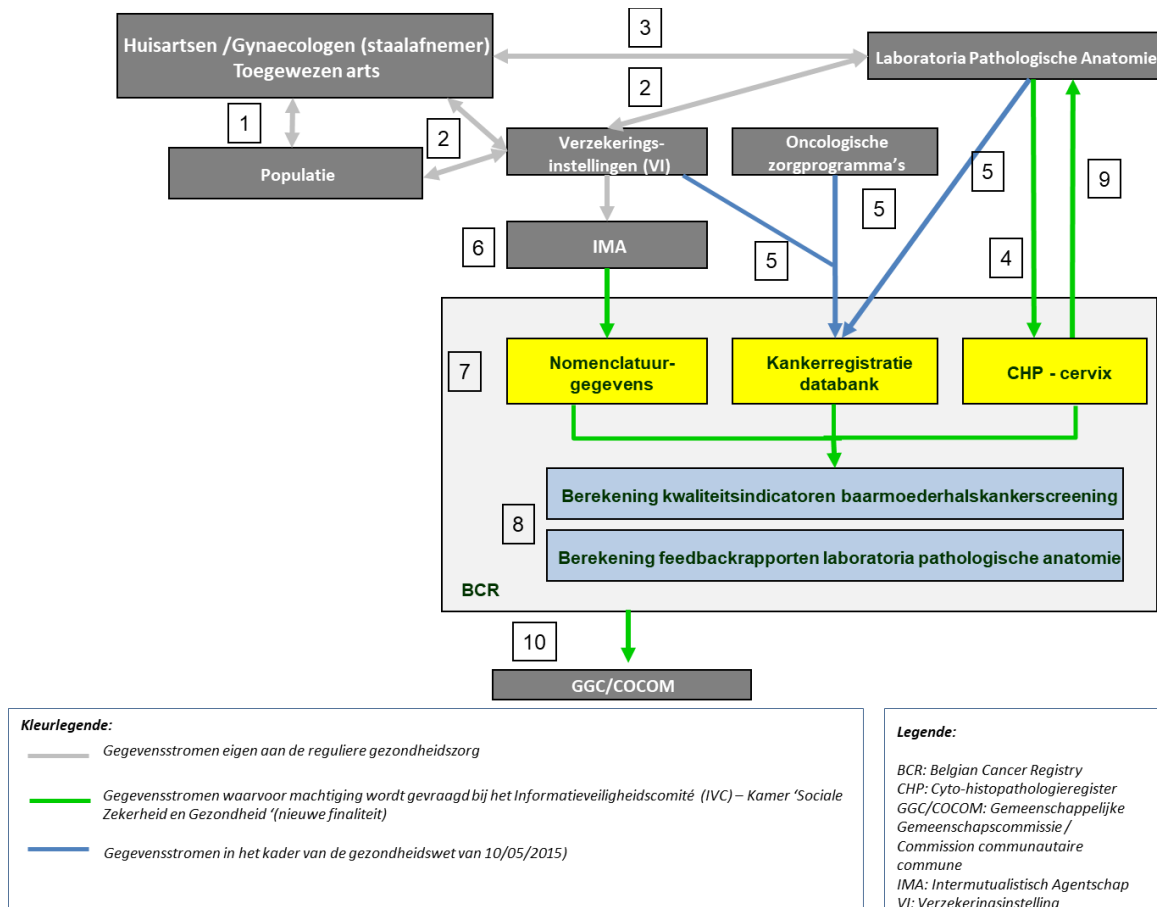 Huisartsen /Gynaecologen (staalafnemer)
Toegewezen arts
3
Laboratoria Pathologische Anatomie
2
1
2
Populatie
Verzekerings-
instellingen (VI)
Oncologische
zorgprogramma's
5
9
5
6
IMA
5
4
7
Nomenclatuur-
gegevens
Kankerregistratie
databank
CHP - cervix
Berekening kwaliteitsindicatoren baarmoederhalskankerscreening
8
Berekening feedbackrapporten laboratoria pathologische anatomie
BCR
10
GGC/COCOM
Kleurlegende:
Gegevensstromen eigen aan de reguliere gezondheidszorg
Gegevensstromen waarvoor machtiging wordt gevraagd bij het Informatieveiligheidscomité (IVC) – Kamer 'Sociale
Zekerheid en Gezondheid '(nieuwe finaliteit)
Gegevensstromen in het kader van de gezondheidswet van 10/05/2015)
Legende:
BCR: Belgian Cancer Registry
CHP: Cyto-histopathologieregister
GGC/COCOM: Gemeenschappelijke
Gemeenschapscommissie /
Commission communautaire
commune
IMA: Intermutualistisch Agentschap
VI: Verzekeringsinstelling